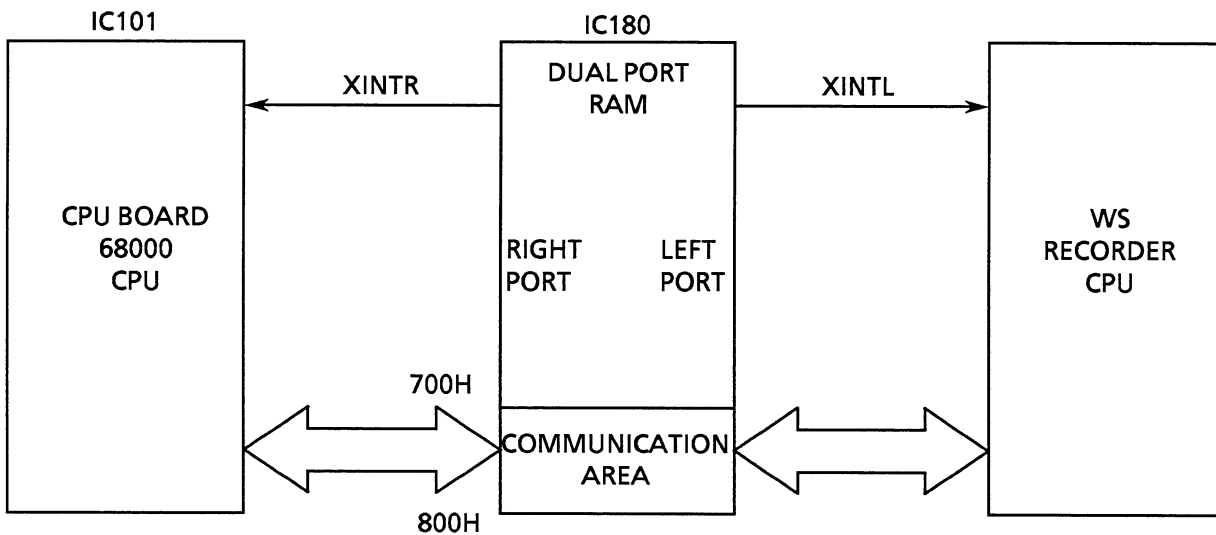 IC101
IC180
DUAL PORT
RAM
XINTR
XINTL
CPU BOARD
68000
CPU
RIGHT
PORT
LEFT
PORT
WS
RECORDER
CPU
700H
COMMUNICATION
AREA
800H